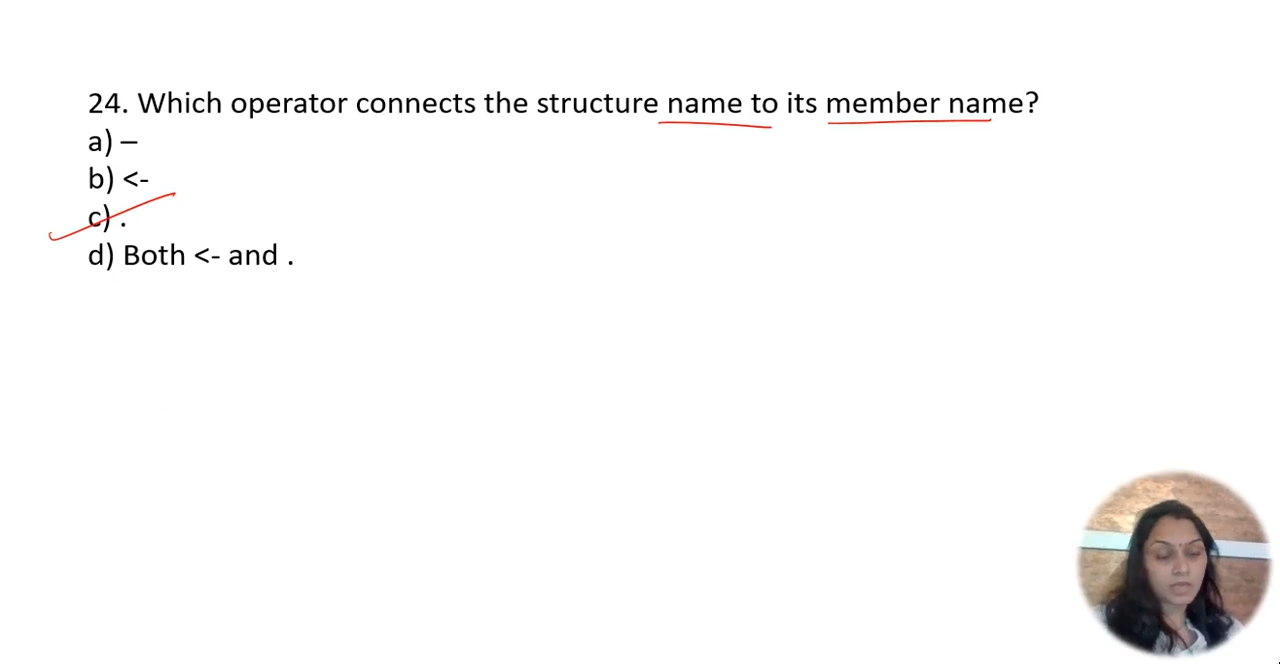 24. Which operator connects the structure name to its member name?
a) –
b) <-
c) .
d) Both <- and .